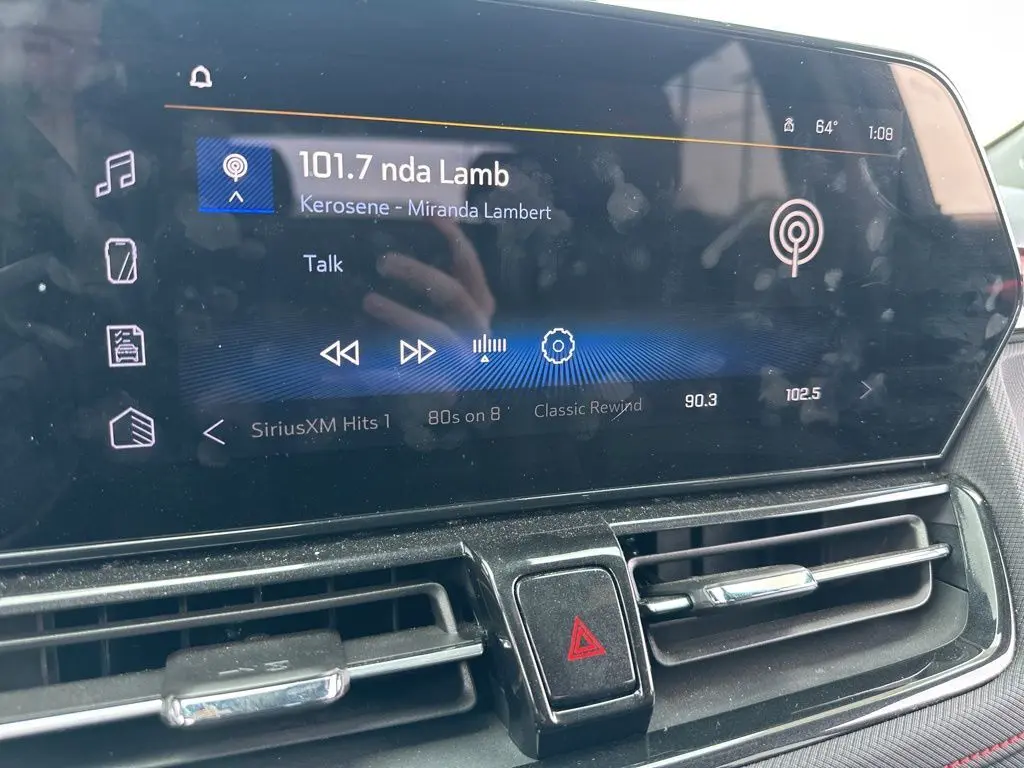 64° 1:08
101.7 nda Lamb
Kerosene - Miranda Lambert
Talk
SiriusXM Hits 1 80s on 8 Classic Rewind 90.3 102.5